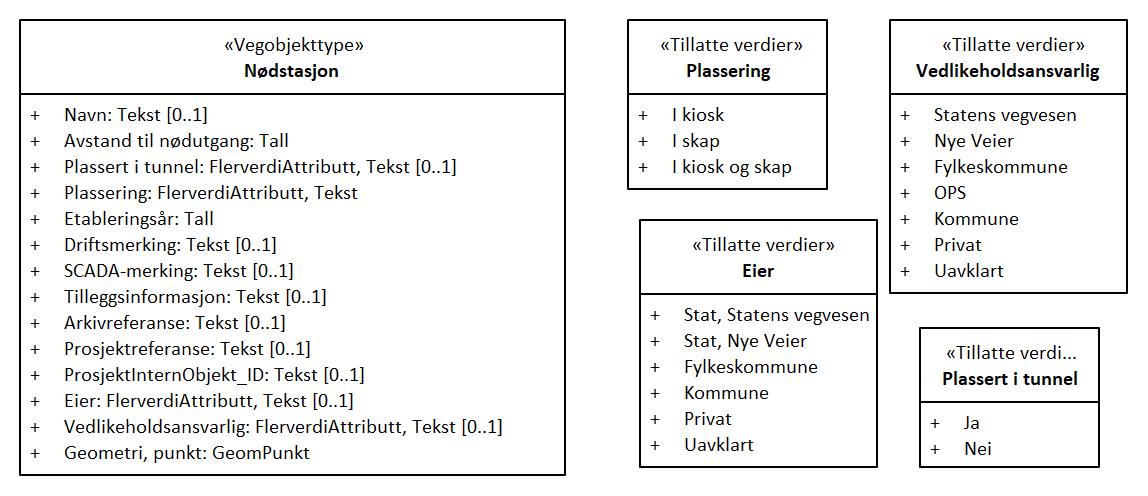 «Vegobjekttype»
Nødstasjon
+ Navn: Tekst [0..1]
+ Avstand til nødutgang: Tall
+ Plassert i tunnel: FlerverdiAttributt, Tekst [0..1]
+ Plassering: FlerverdiAttributt, Tekst
+ Etableringsår: Tall
+ Driftsmerking: Tekst [0..1]
+ SCADA-merking: Tekst [0..1]
+ Tilleggsinformasjon: Tekst [0..1]
+ Arkivreferanse: Tekst [0..1]
+ Prosjektreferanse: Tekst [0..1]
+ ProsjektInternObjekt_ID: Tekst [0..1]
+ Eier: FlerverdiAttributt, Tekst [0..1]
+ Vedlikeholdsansvarlig: FlerverdiAttributt, Tekst [0..1]
+ Geometri, punkt: GeomPunkt
«Tillatte verdier»
Plassering
+ I kiosk
+ I skap
+ I kiosk og skap
«Tillatte verdier»
Eier
+ Stat, Statens vegvesen
+ Stat, Nye Veier
+ Fylkeskommune
+ Kommune
+ Privat
+ Uavklart
«Tillatte verdier»
Vedlikeholdsansvarlig
+ Statens vegvesen
+ Nye Veier
+ Fylkeskommune
+ OPS
+ Kommune
+ Privat
+ Uavklart
«Tillatte verdi...
Plassert i tunnel
+ Ja
+ Nei